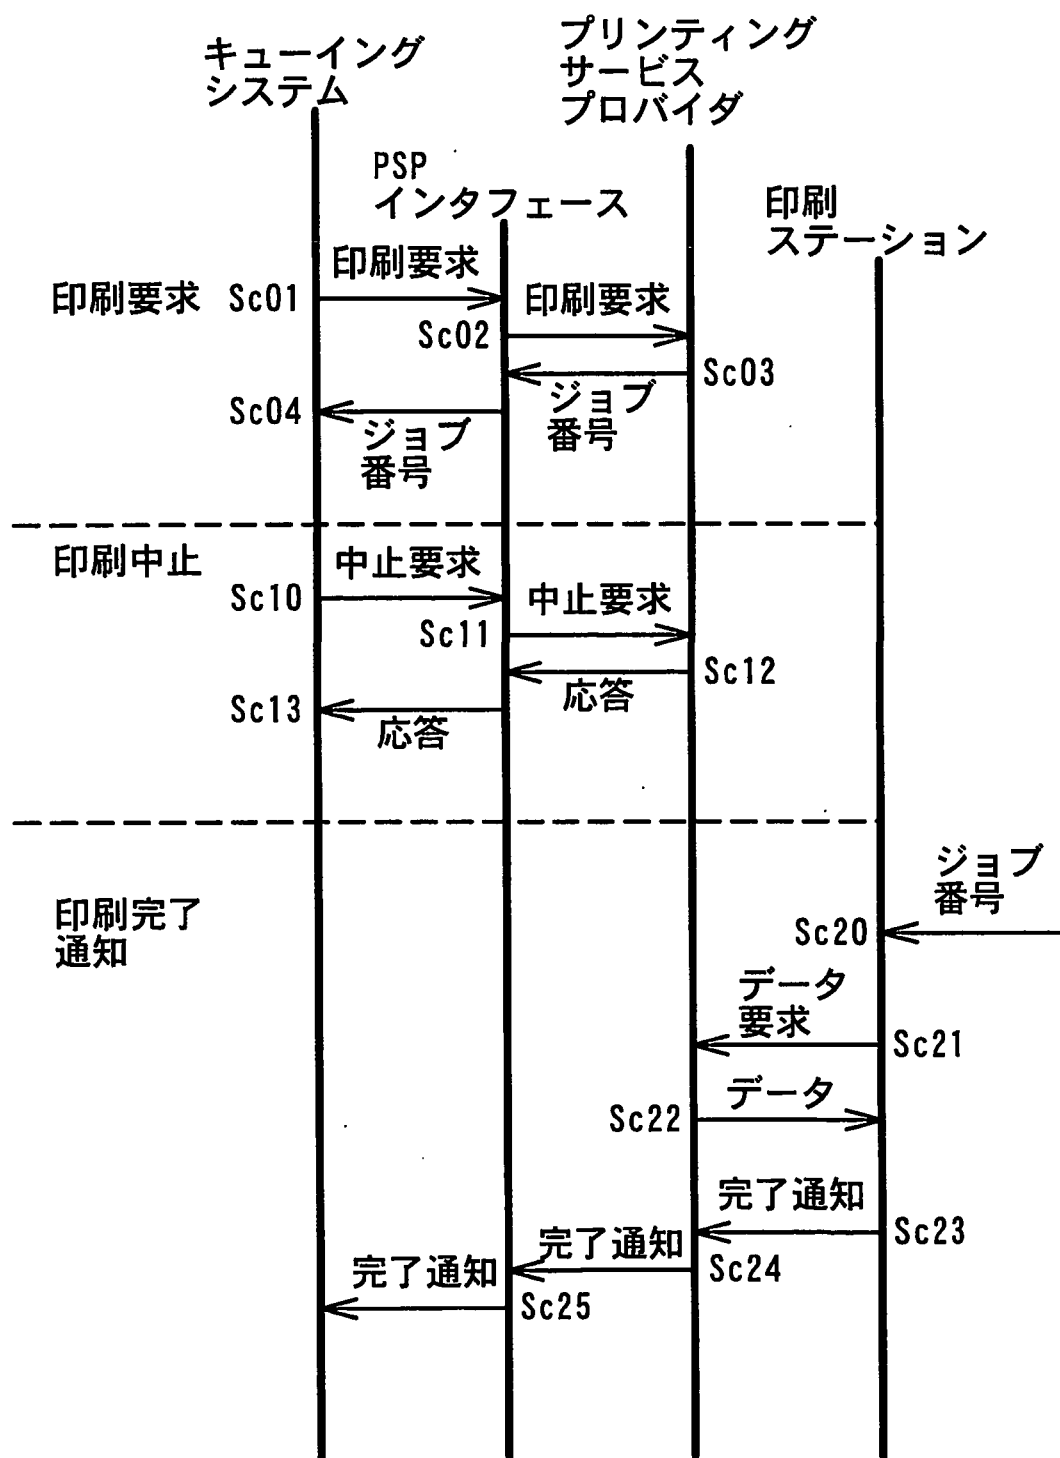 キューイング
システム
プリンティング
サービス
プロバイダ
PSP
インタフェース
印刷
ステーション
印刷要求
印刷要求 Sc01
印刷要求
Sc02
Sc03
ジョブ
番号
Sc04
ジョブ
番号
印刷中止
中止要求
Sc10
中止要求
Sc11
Sc12
応答
Sc13
応答
印刷完了
通知
ジョブ
番号
Sc20
データ
要求
Sc21
データ
Sc22
完了通知
Sc23
完了通知
Sc24
完了通知
Sc25